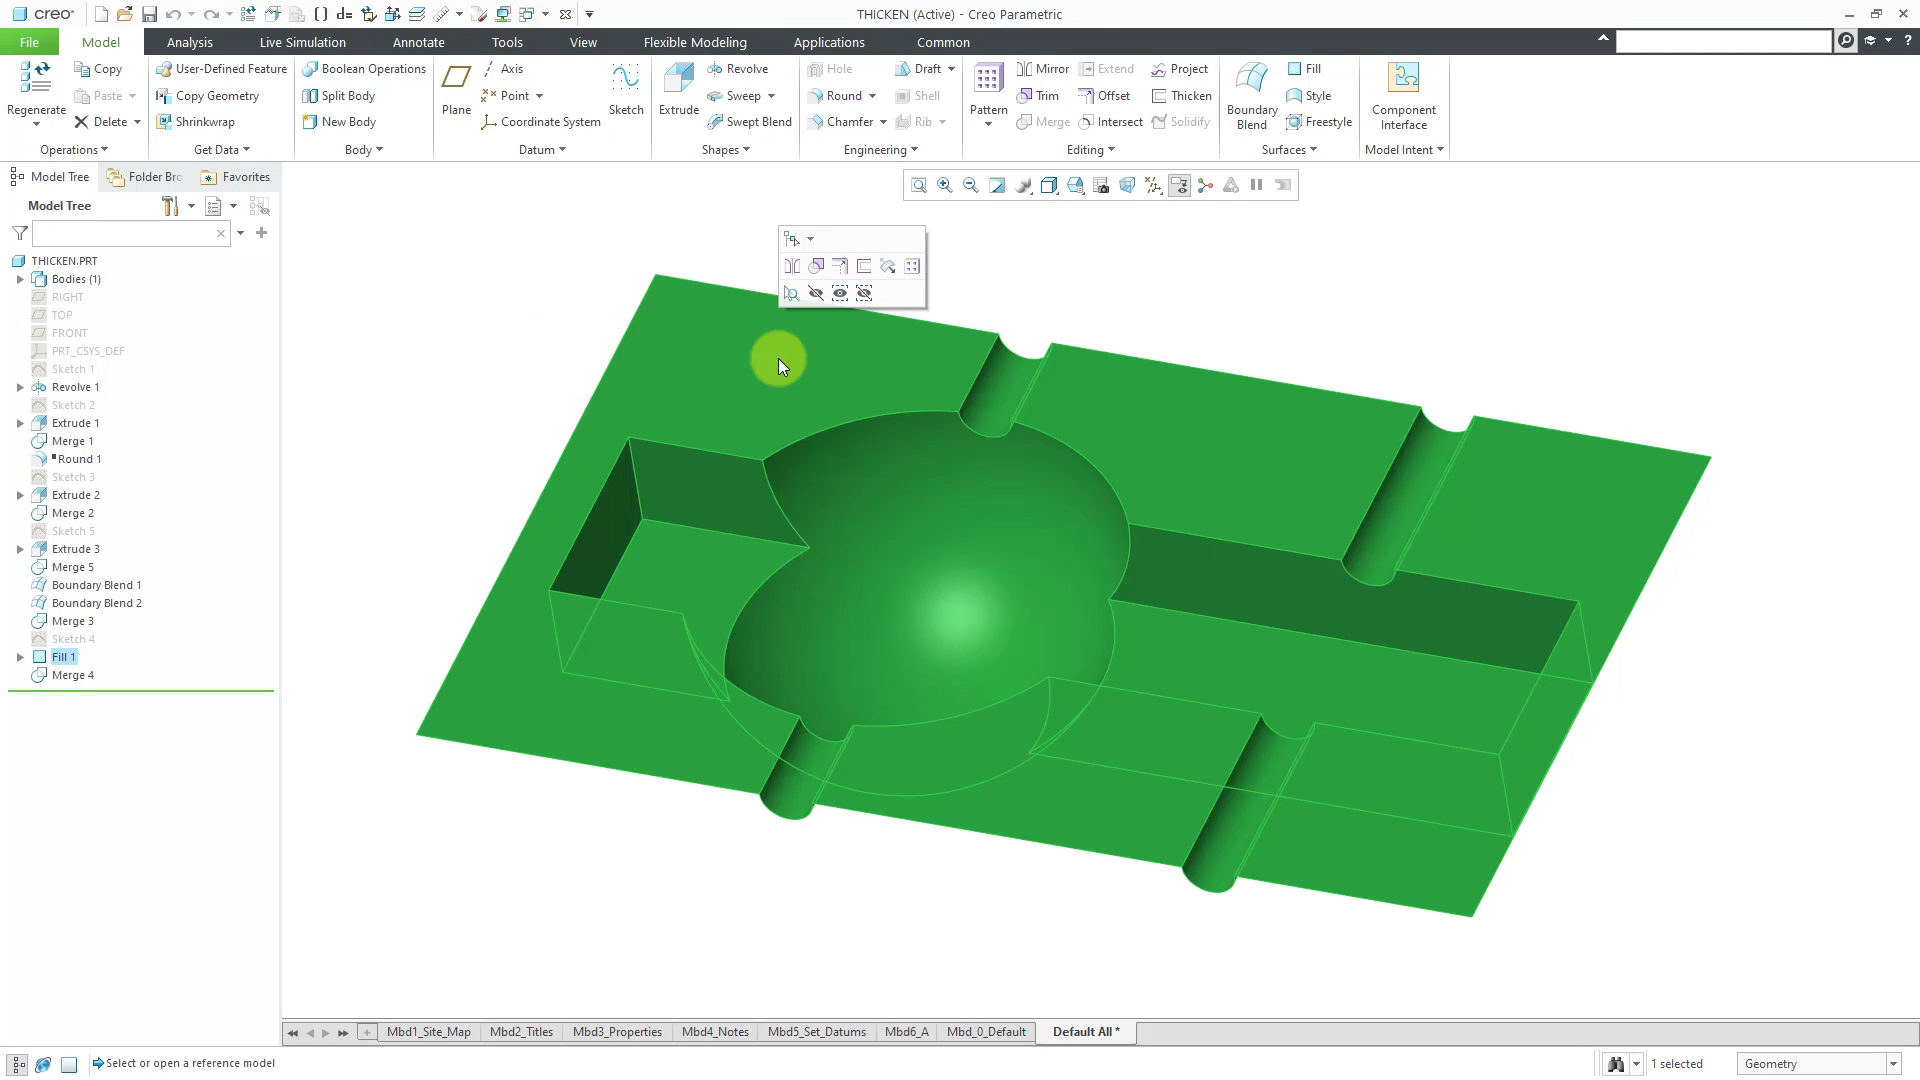 creo
THICKEN (Active) - Creo Parametric
File
Model
Analysis
Live Simulation
Annotate
Tools
View
Flexible Modeling
Applications
Common
Regenerate
Copy
Paste
Delete
Operations
User-Defined Feature
Copy Geometry
Shrinkwrap
Get Data
Boolean Operations
Split Body
New Body
Body
Plane
Axis
Point
Coordinate System
Sketch
Datum
Extrude
Revolve
Sweep
Swept Blend
Shapes
Hole
Round
Chamfer
Draft
Shell
Rib
Engineering
Pattern
Mirror
Trim
Merge
Extend
Offset
Intersect
Project
Thicken
Solidify
Editing
Boundary Blend
Fill
Style
Freestyle
Surfaces
Component Interface
Model Intent
Model Tree
Folder Bro
Favorites
Model Tree
THICKEN.PRT
Bodies (1)
RIGHT
TOP
FRONT
PRT_CSYS_DEF
Sketch 1
Revolve 1
Sketch 2
Extrude 1
Merge 1
Round 1
Sketch 3
Extrude 2
Merge 2
Sketch 5
Extrude 3
Merge 5
Boundary Blend 1
Boundary Blend 2
Merge 3
Sketch 4
Fill 1
Merge 4
Mbd1_Site_Map
Mbd2_Titles
Mbd3_Properties
Mbd4_Notes
Mbd5_Set_Datums
Mbd6_A
Mbd_0_Default
Default All *
Select or open a reference model
1 selected
Geometry